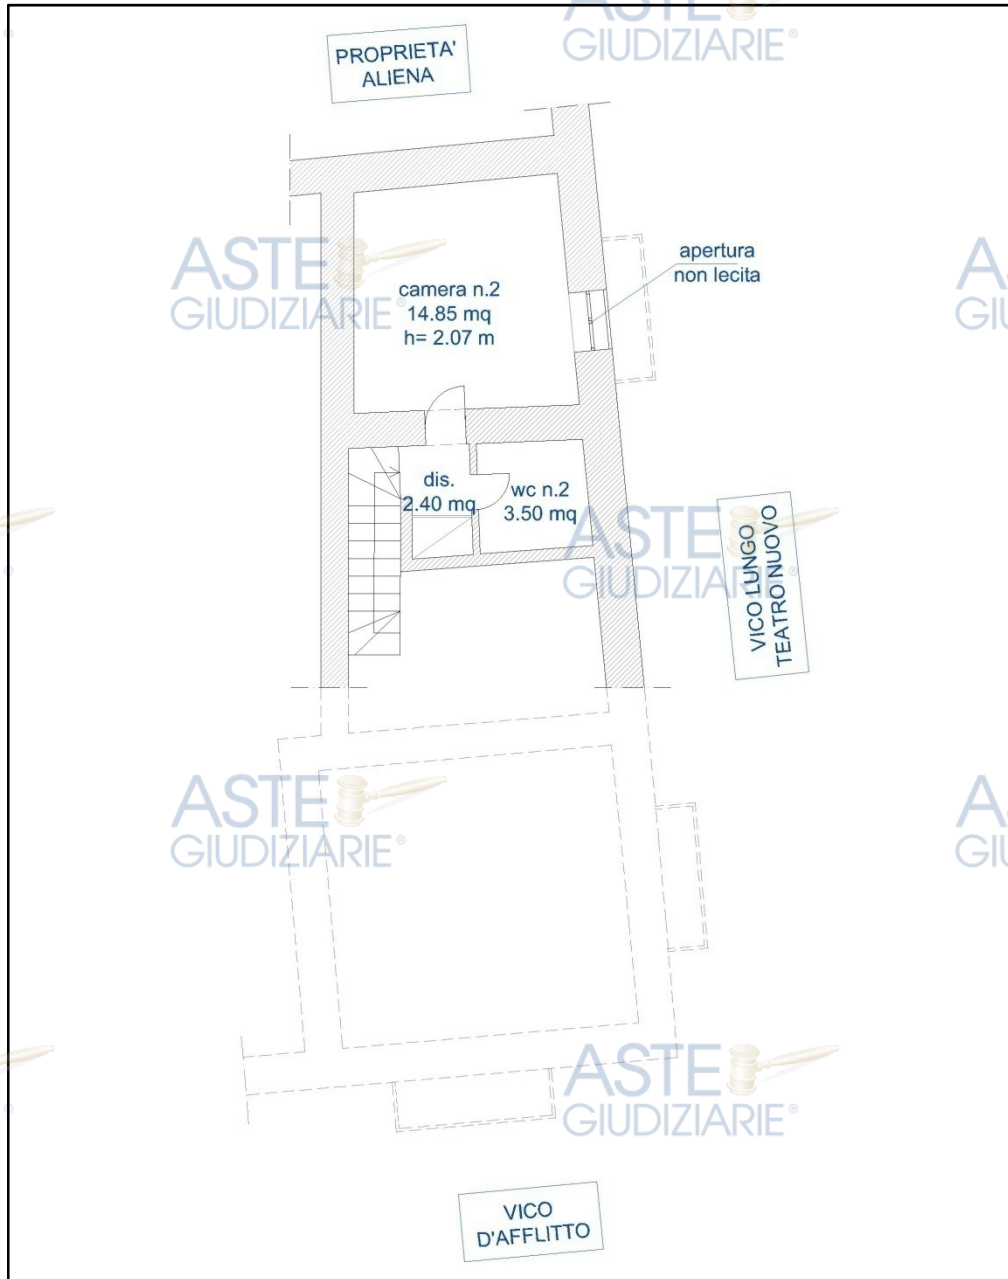 ASTE
GIUDIZIARIE®
PROPRIETA'
ALIENA
ASTE
GIUDIZIARIE®
apertura
non lecita
camera n.2
14.85 mq
h= 2.07 m
dis.
2.40 mq
wc n.2
3.50 mq
ASTE
GIUDIZIARIE®
VICO LUNGO
TEATRO NUOVO
ASTE
GIUDIZIARIE®
ASTE
GIUDIZIARIE®
VICO
D'AFFLITTO